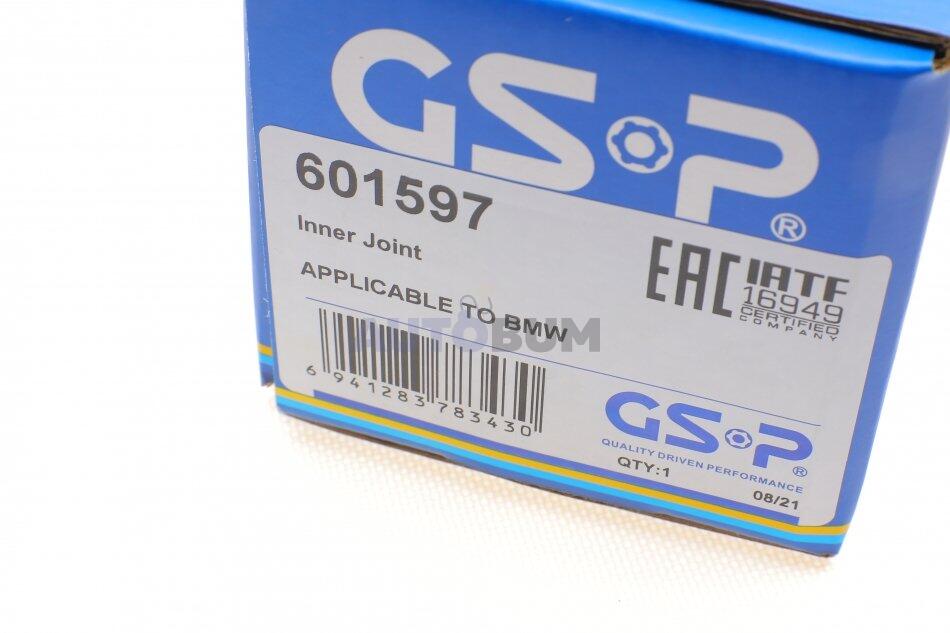 GSP®
601597
Inner Joint
APPLICABLE TO BMW
EAC
IATF
16949
CERTIFIED
COMPANY
AUTOBUM
6 941283 783430
GSP®
QUALITY DRIVEN PERFORMANCE
QTY:1
08/21